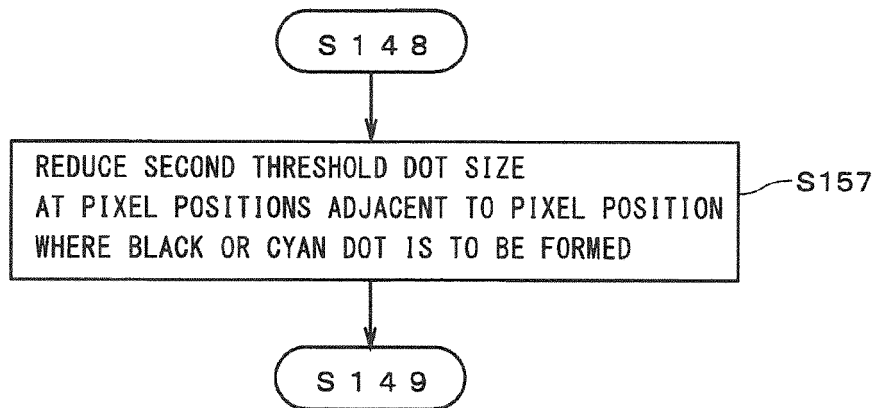 S148
REDUCE SECOND THRESHOLD DOT SIZE
AT PIXEL POSITIONS ADJACENT TO PIXEL POSITION
WHERE BLACK OR CYAN DOT IS TO BE FORMED
S157
S149